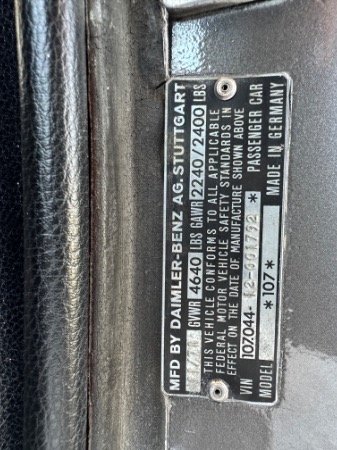 MFD BY DAIMLER-BENZ AG. STUTTGART
GVWR 4640 LBS GAWR 2240/2400 LBS
THIS VEHICLE CONFORMS TO ALL APPLICABLE
FEDERAL MOTOR VEHICLE SAFETY STANDARDS IN
EFFECT ON THE DATE OF MANUFACTURE SHOWN ABOVE
VIN 107.044- PASSENGER CAR
MODEL *107* MADE IN GERMANY